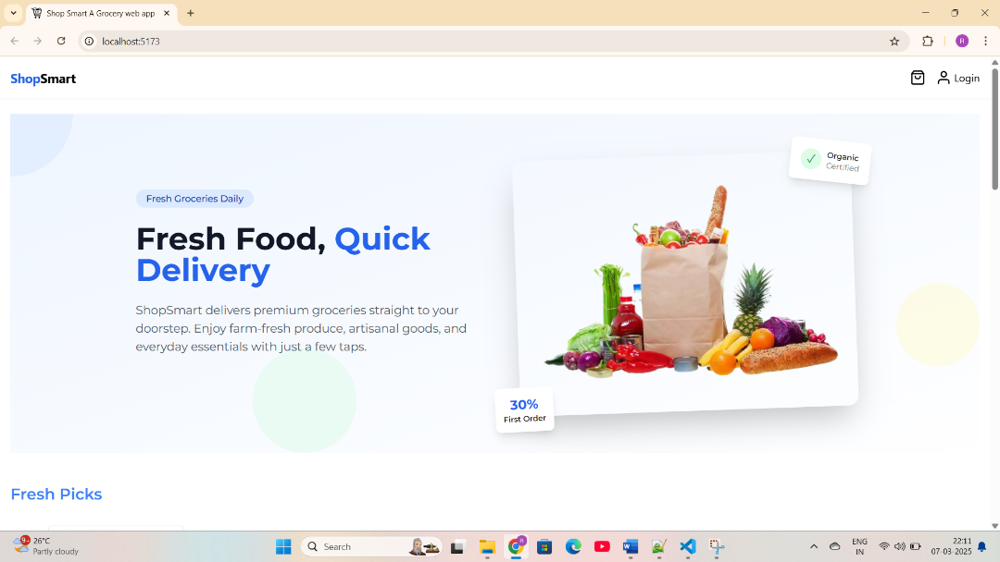 Shop Smart A Grocery web app
localhost:5173
R
ShopSmart
Login
Organic
Certified
Fresh Groceries Daily
Fresh Food, Quick
Delivery
ShopSmart delivers premium groceries straight to your
doorstep. Enjoy farm-fresh produce, artisanal goods, and
everyday essentials with just a few taps.
30%
First Order
Fresh Picks
26°C
Partly cloudy
Search
ENG
IN
22:11
07-03-2025